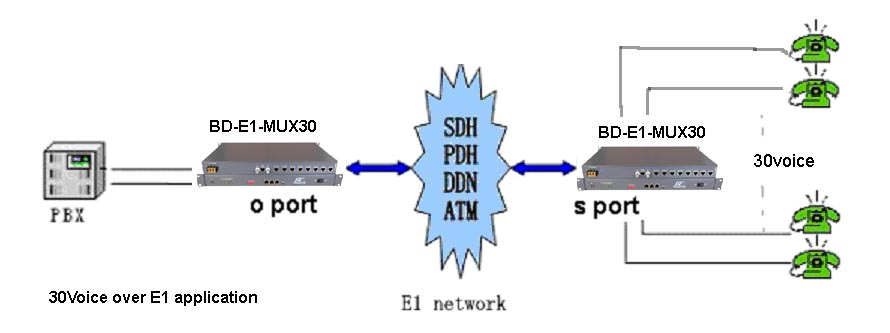 BD-E1-MUX30
PBX
o port
SDH
PDH
DDN
ATM
E1 network
BD-E1-MUX30
s port
30voice
30Voice over E1 application